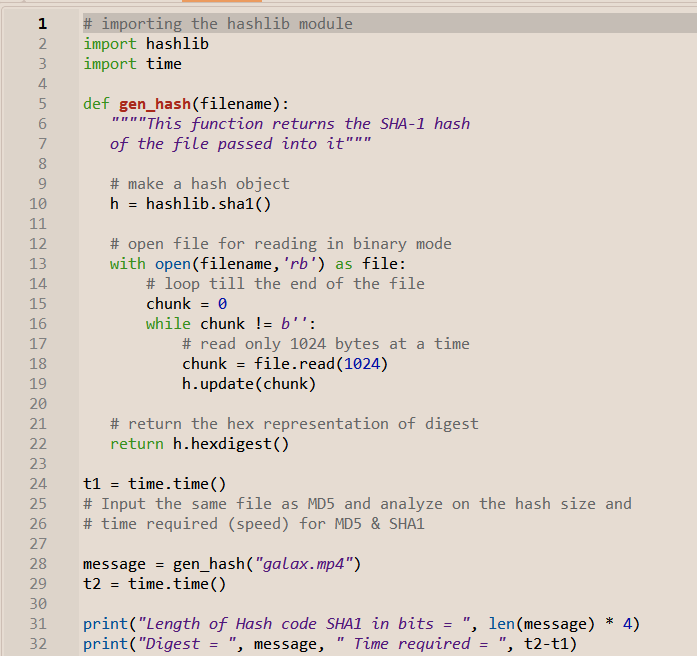 1 # importing the hashlib module
2 import hashlib
3 import time
4
5 def gen_hash(filename):
6    """"This function returns the SHA-1 hash
7    of the file passed into it"""
8
9    # make a hash object
10    h = hashlib.sha1()
11
12    # open file for reading in binary mode
13    with open(filename,'rb') as file:
14        # loop till the end of the file
15        chunk = 0
16        while chunk != b'':
17            # read only 1024 bytes at a time
18            chunk = file.read(1024)
19            h.update(chunk)
20
21    # return the hex representation of digest
22    return h.hexdigest()
23
24 t1 = time.time()
25 # Input the same file as MD5 and analyze on the hash size and
26 # time required (speed) for MD5 & SHA1
27
28 message = gen_hash("galax.mp4")
29 t2 = time.time()
30
31 print("Length of Hash code SHA1 in bits = ", len(message) * 4)
32 print("Digest = ", message, " Time required = ", t2-t1)